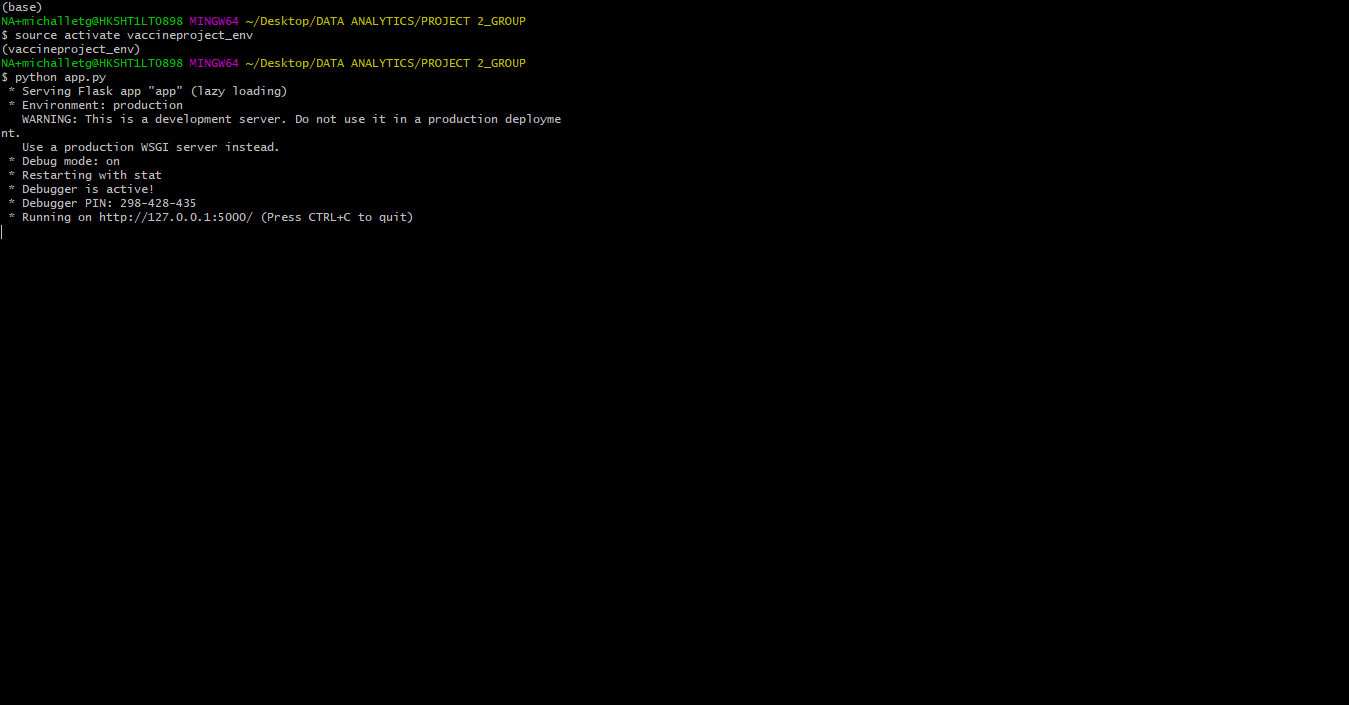 (base)
NA+michalletg@HKSHT1LT0898 MINGW64 ~/Desktop/DATA ANALYTICS/PROJECT 2_GROUP
$ source activate vaccineproject_env
(vaccineproject_env)
NA+michalletg@HKSHT1LT0898 MINGW64 ~/Desktop/DATA ANALYTICS/PROJECT 2_GROUP
$ python app.py
 * Serving Flask app "app" (lazy loading)
 * Environment: production
   WARNING: This is a development server. Do not use it in a production deployme
nt.
   Use a production WSGI server instead.
 * Debug mode: on
 * Restarting with stat
 * Debugger is active!
 * Debugger PIN: 298-428-435
 * Running on http://127.0.0.1:5000/ (Press CTRL+C to quit)